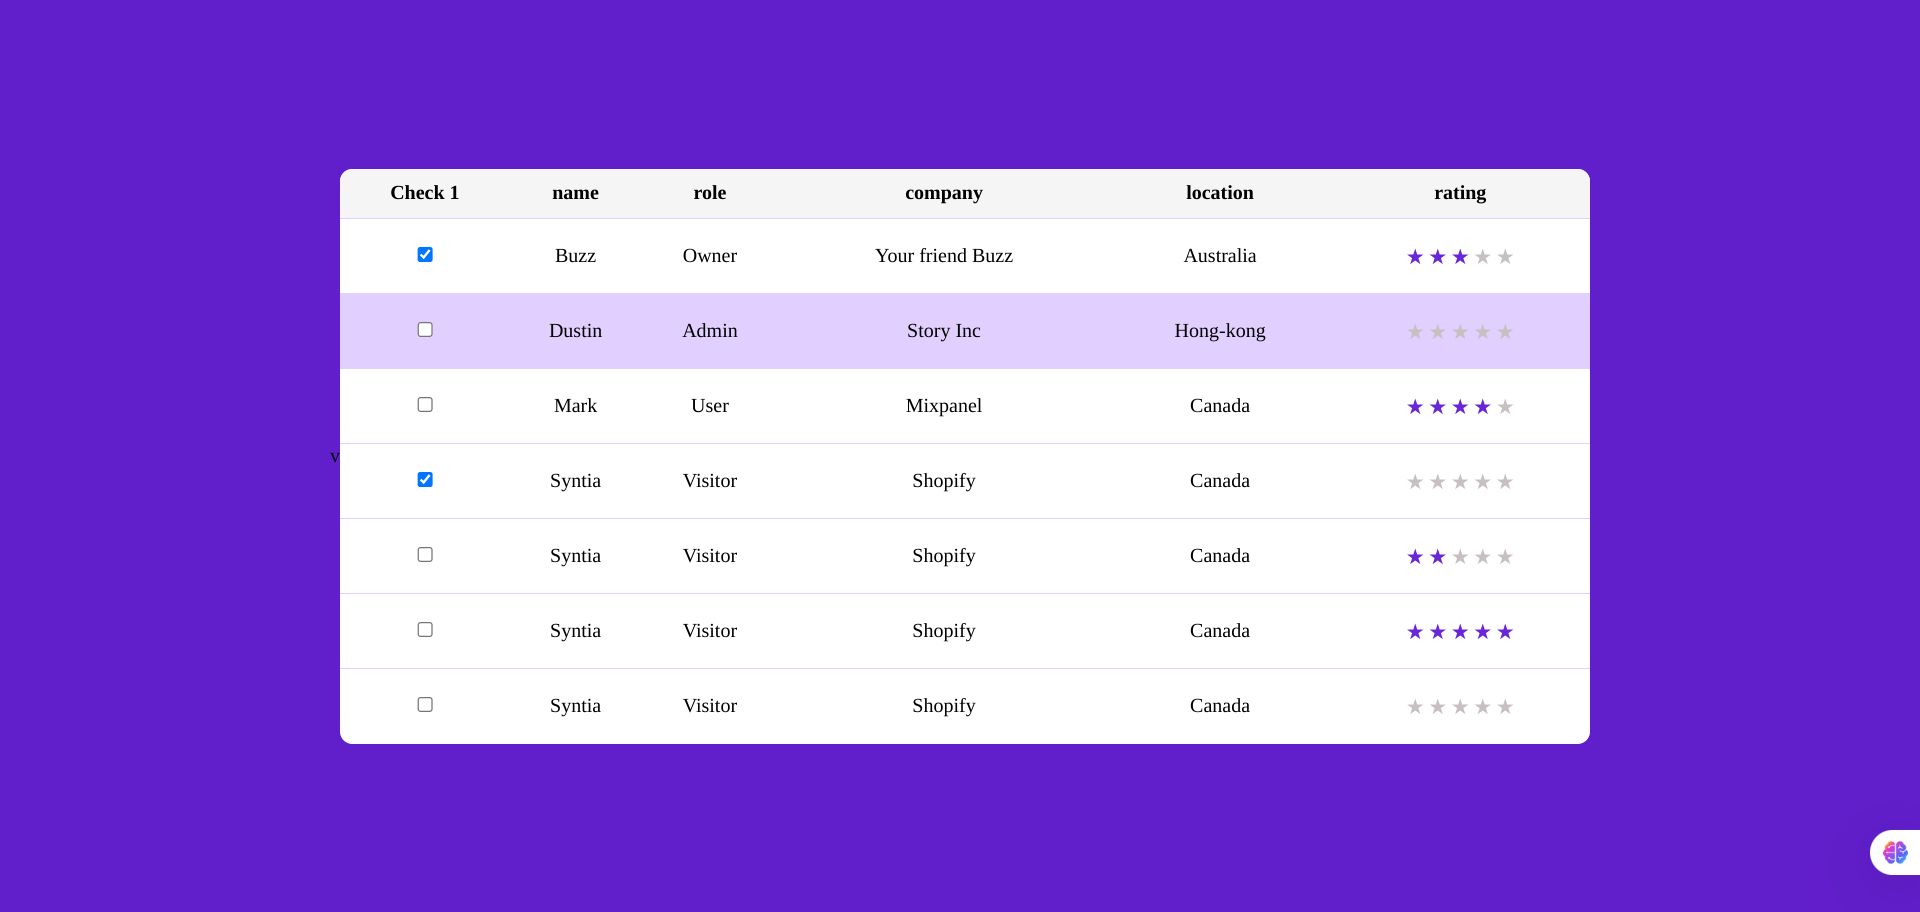 Check 1 name role company location rating
Buzz Owner Your friend Buzz Australia ★★★★★
Dustin Admin Story Inc Hong-kong ★★★★★
Mark User Mixpanel Canada ★★★★★
v
Syntia Visitor Shopify Canada ★★★★★
Syntia Visitor Shopify Canada ★★★★★
Syntia Visitor Shopify Canada ★★★★★
Syntia Visitor Shopify Canada ★★★★★